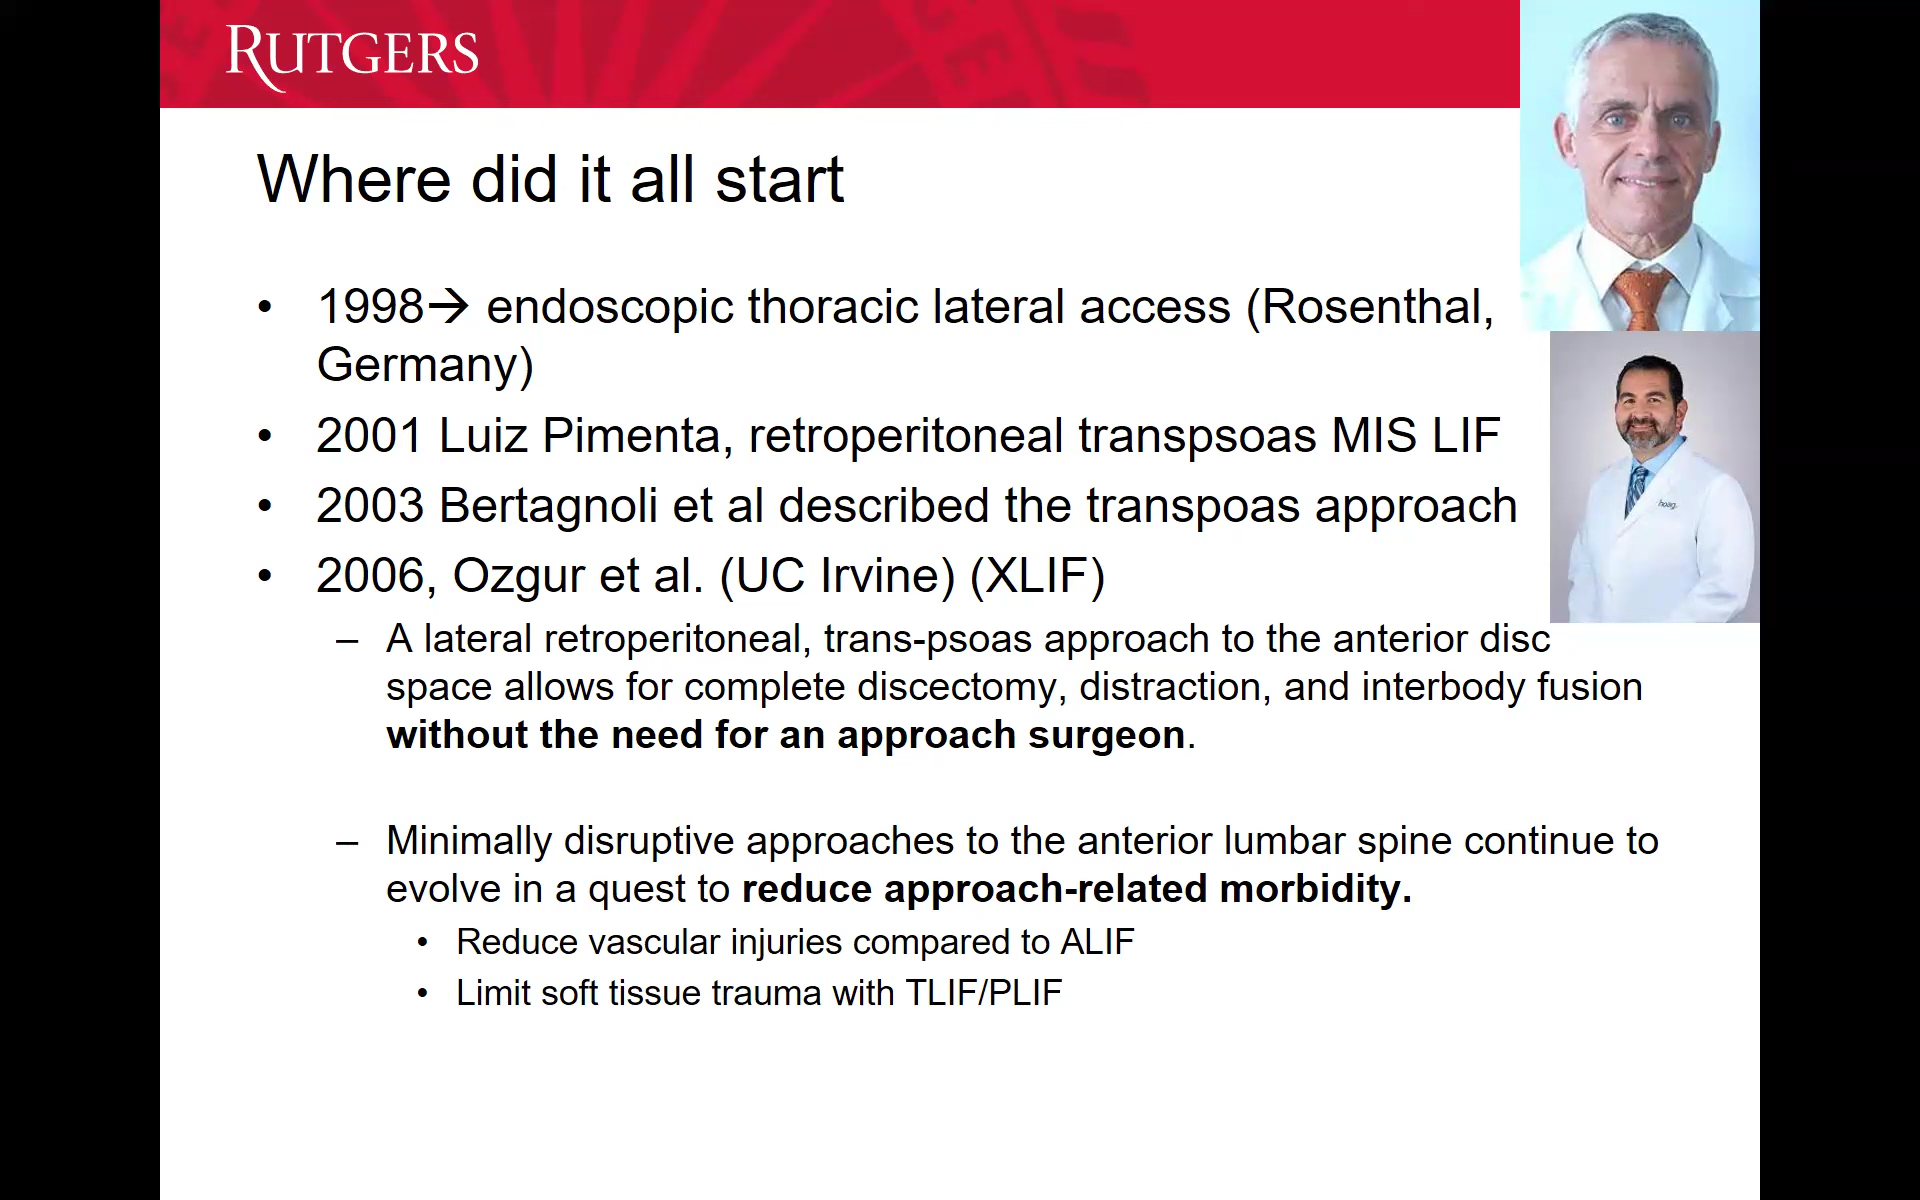 RUTGERS
Where did it all start
• 1998→ endoscopic thoracic lateral access (Rosenthal,
Germany)
• 2001 Luiz Pimenta, retroperitoneal transpsoas MIS LIF
• 2003 Bertagnoli et al described the transpoas approach
• 2006, Ozgur et al. (UC Irvine) (XLIF)
– A lateral retroperitoneal, trans-psoas approach to the anterior disc
space allows for complete discectomy, distraction, and interbody fusion
without the need for an approach surgeon.
– Minimally disruptive approaches to the anterior lumbar spine continue to
evolve in a quest to reduce approach-related morbidity.
• Reduce vascular injuries compared to ALIF
• Limit soft tissue trauma with TLIF/PLIF
hoag.